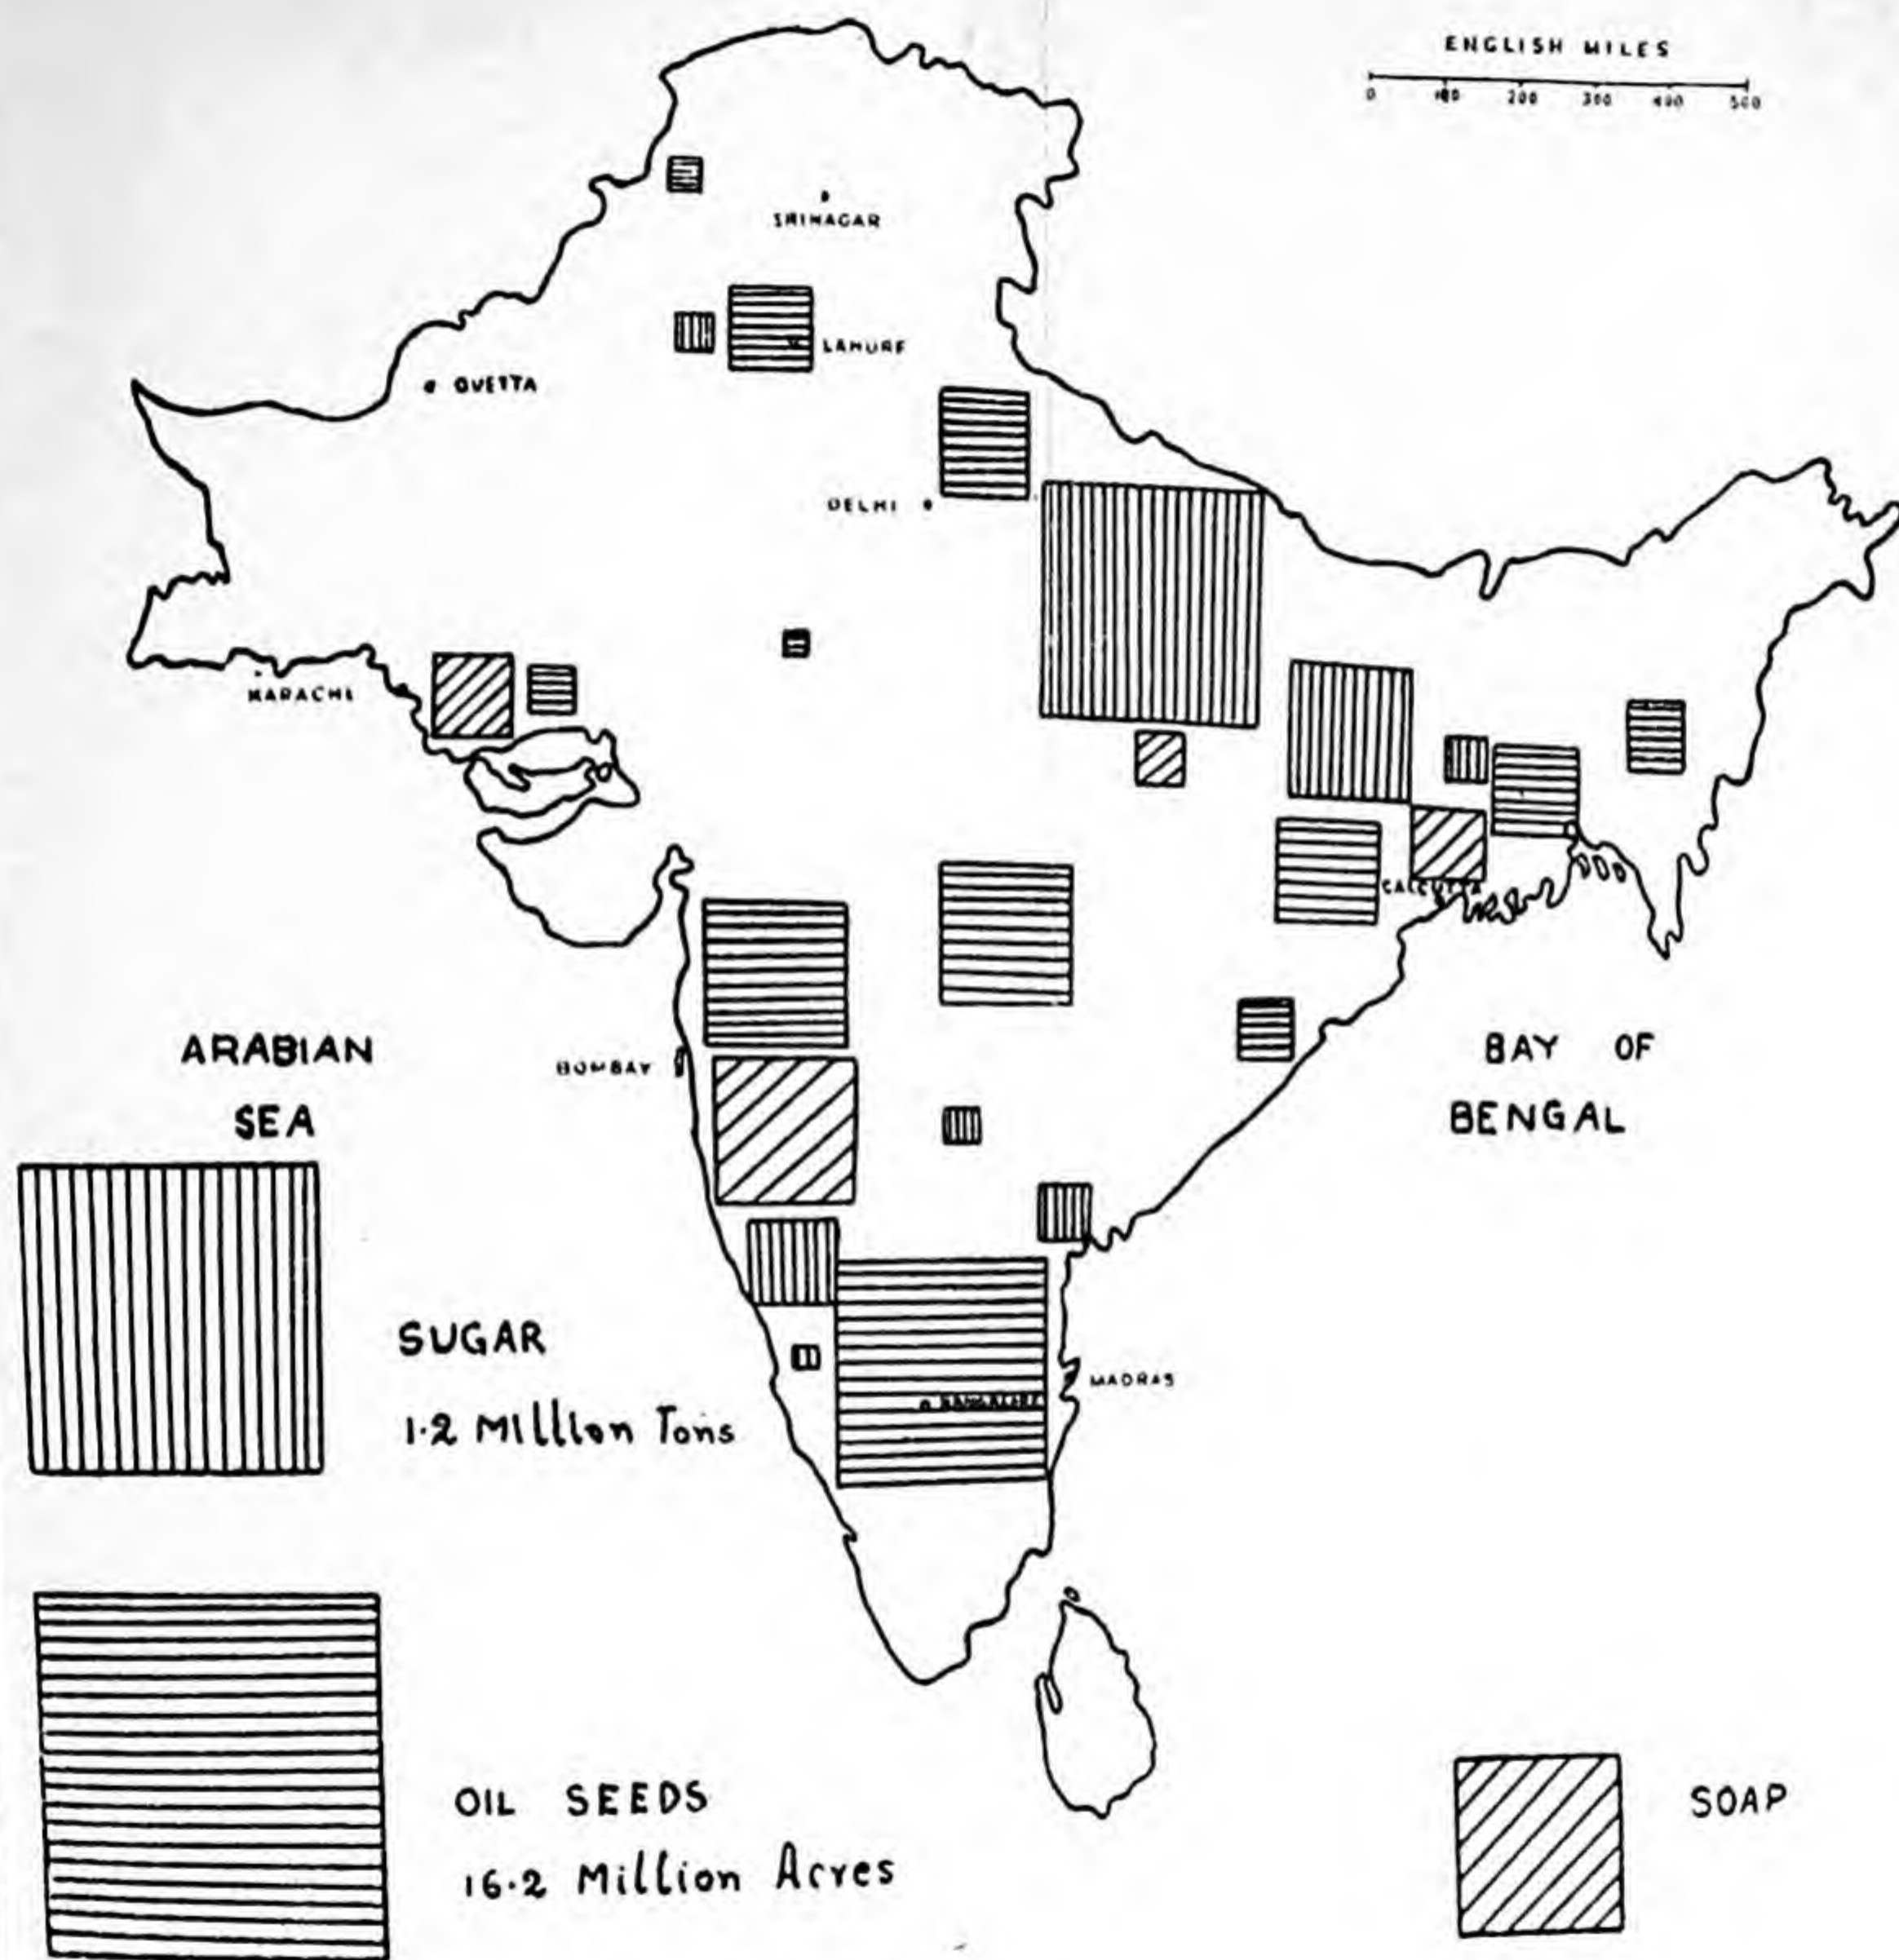 ENGLISH MILES
0 100 200 300 400 500
SRINAGAR
LAHORE
QUETTA
DELHI
KARACHI
CALCUTTA
ARABIAN
SEA
BOMBAY
BAY OF
BENGAL
SUGAR
1.2 Million Tons
MADRAS
BANGALORE
OIL SEEDS
16.2 Million Acres
SOAP